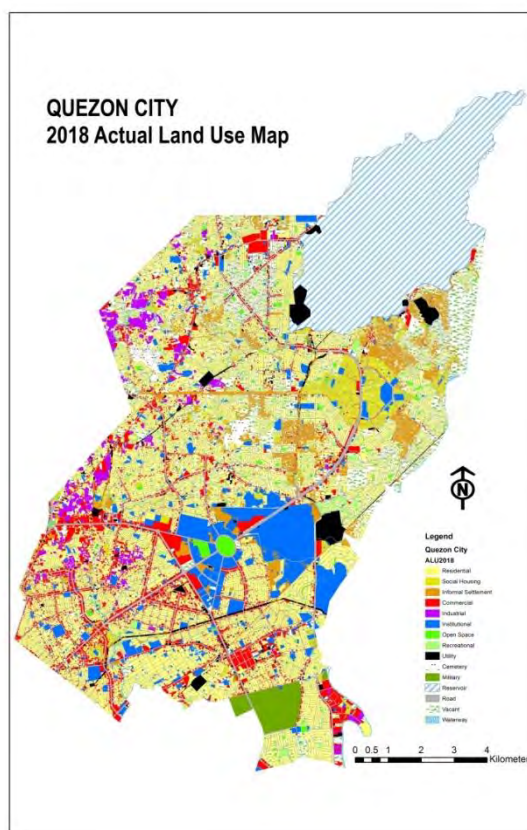 QUEZON CITY
2018 Actual Land Use Map
N
Legend
Quezon City
ALU2018
Residential
Social Housing
Informal Settlement
Commercial
Industrial
Institutional
Open Space
Recreational
Utility
Cemetery
Military
Reservoir
Road
Vacant
Waterway
0 0.5 1 2 3 4
Kilometer